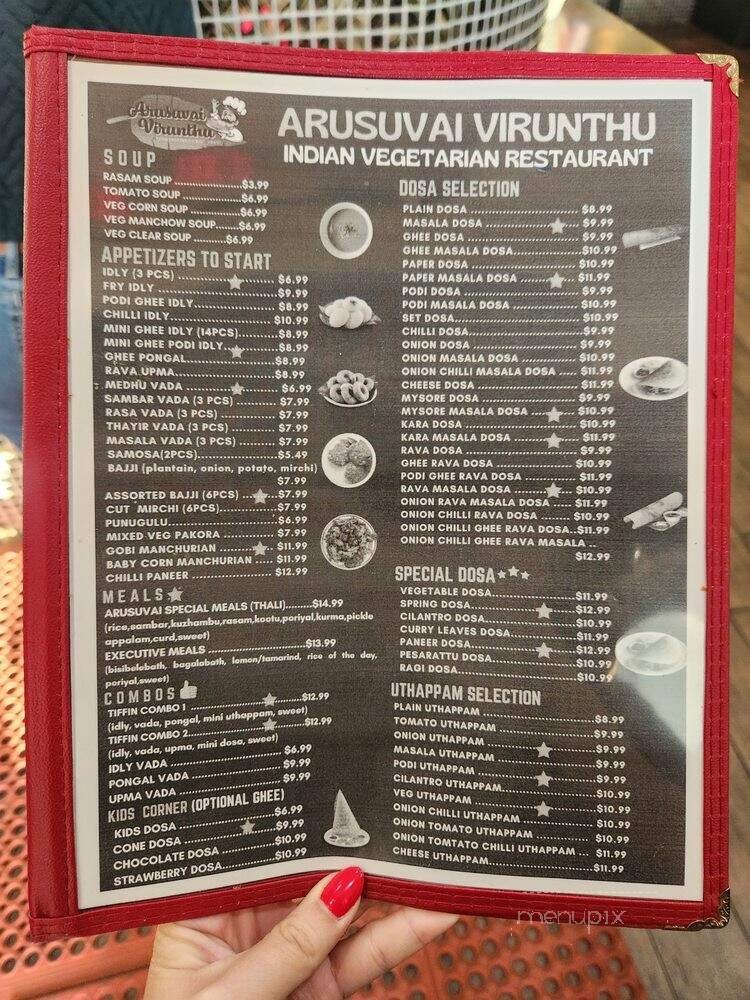 Arusuvai
Virunthu
ARUSUVAI VIRUNTHU
INDIAN VEGETARIAN RESTAURANT
SOUP
RASAM SOUP ..................$3.99
TOMATO SOUP ..................$6.99
VEG CORN SOUP ..................$6.99
VEG MANCHOW SOUP......$6.99
VEG CLEAR SOUP ..........$6.99
APPETIZERS TO START
IDLY (3 PCS) ..................$6.99
FRY IDLY ..................$9.99
PODI GHEE IDLY..................$8.99
CHILLI IDLY..................$10.99
MINI GHEE IDLY (14PCS)..........$8.99
MINI GHEE PODI IDLY..........$8.99
GHEE PONGAL..................$8.99
RAVA UPMA..................$8.99
MEDHU VADA ..................$6.99
SAMBAR VADA (3 PCS) ..........$7.99
RASA VADA (3 PCS) ..........$7.99
THAYIR VADA (3 PCS) ..........$7.99
MASALA VADA (3 PCS) ..........$7.99
SAMOSA(2PCS)..................$5.49
BAJJI (plantain, onion, potato, mirchi)
$7.99
ASSORTED BAJJI (6PCS) ..........$7.99
CUT MIRCHI (6PCS)..........$7.99
PUNUGULU..................$6.99
MIXED VEG PAKORA ..........$7.99
GOBI MANCHURIAN ..........$11.99
BABY CORN MANCHURIAN ..... $11.99
CHILLI PANEER ..................$12.99
MEALS
ARUSUVAI SPECIAL MEALS (THALI)..........$14.99
(rice,sambar,kuzhambu,rasam,kootu,poriyal,kurma,pickle
appalam,curd,sweet)
EXECUTIVE MEALS ..................$13.99
(bisibelebath, bagalabath, lemon/tamarind, rice of the day,
poriyal,sweet)
COMBOS
TIFFIN COMBO 1 ..................$12.99
(idly, vada, pongal, mini uthappam, sweet)
TIFFIN COMBO 2..................$12.99
(idly, vada, upma, mini dosa, sweet)
IDLY VADA ..................$6.99
PONGAL VADA ..................$9.99
UPMA VADA ..................$9.99
KIDS CORNER (OPTIONAL GHEE)
KIDS DOSA ..................$6.99
CONE DOSA ..................$9.99
CHOCOLATE DOSA ..........$10.99
STRAWBERRY DOSA..........$10.99
DOSA SELECTION
PLAIN DOSA ..................$8.99
MASALA DOSA ..................$9.99
GHEE DOSA ..................$9.99
GHEE MASALA DOSA..........$10.99
PAPER DOSA ..................$10.99
PAPER MASALA DOSA ..........$11.99
PODI DOSA ..................$9.99
PODI MASALA DOSA ..........$10.99
SET DOSA..................$10.99
CHILLI DOSA..................$9.99
ONION DOSA ..................$9.99
ONION MASALA DOSA ..........$10.99
ONION CHILLI MASALA DOSA ..... $11.99
CHEESE DOSA ..................$11.99
MYSORE DOSA ..................$9.99
MYSORE MASALA DOSA ..........$10.99
KARA DOSA ..................$10.99
KARA MASALA DOSA ..........$11.99
RAVA DOSA ..................$9.99
GHEE RAVA DOSA ..........$10.99
PODI GHEE RAVA DOSA ..........$11.99
RAVA MASALA DOSA ..........$10.99
ONION RAVA MASALA DOSA ..... $11.99
ONION CHILLI RAVA DOSA ..... $10.99
ONION CHILLI GHEE RAVA DOSA..$11.99
ONION CHILLI GHEE RAVA MASALA ..
$12.99
SPECIAL DOSA
VEGETABLE DOSA..................$11.99
SPRING DOSA..................$12.99
CILANTRO DOSA..................$10.99
CURRY LEAVES DOSA..........$11.99
PANEER DOSA..................$12.99
PESARATTU DOSA..........$10.99
RAGI DOSA..................$10.99
UTHAPPAM SELECTION
PLAIN UTHAPPAM ..................$8.99
TOMATO UTHAPPAM ..........$9.99
ONION UTHAPPAM ..........$9.99
MASALA UTHAPPAM ..........$9.99
PODI UTHAPPAM ..........$9.99
CILANTRO UTHAPPAM ..........$10.99
VEG UTHAPPAM ..........$10.99
ONION CHILLI UTHAPPAM ..........$10.99
ONION TOMATO UTHAPPAM ..........$10.99
ONION TOMTATO CHILLI UTHAPPAM ... $11.99
CHEESE UTHAPPAM..........$11.99
menupix